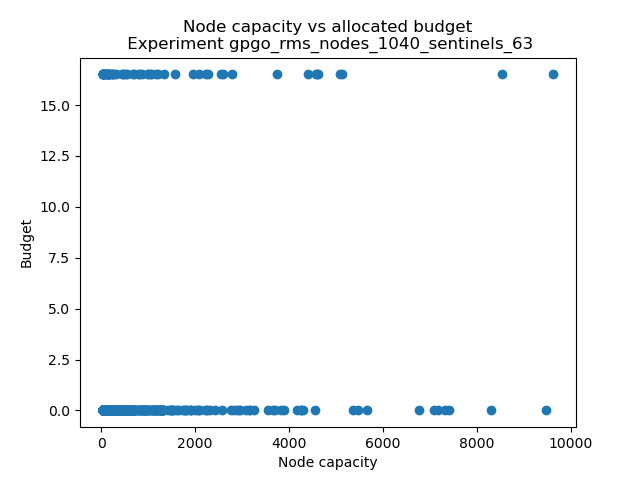 Node capacity vs allocated budget
Experiment gpgo_rms_nodes_1040_sentinels_63
15.0
12.5
10.0
7.5
5.0
2.5
0.0
Budget
0 2000 4000 6000 8000 10000
Node capacity